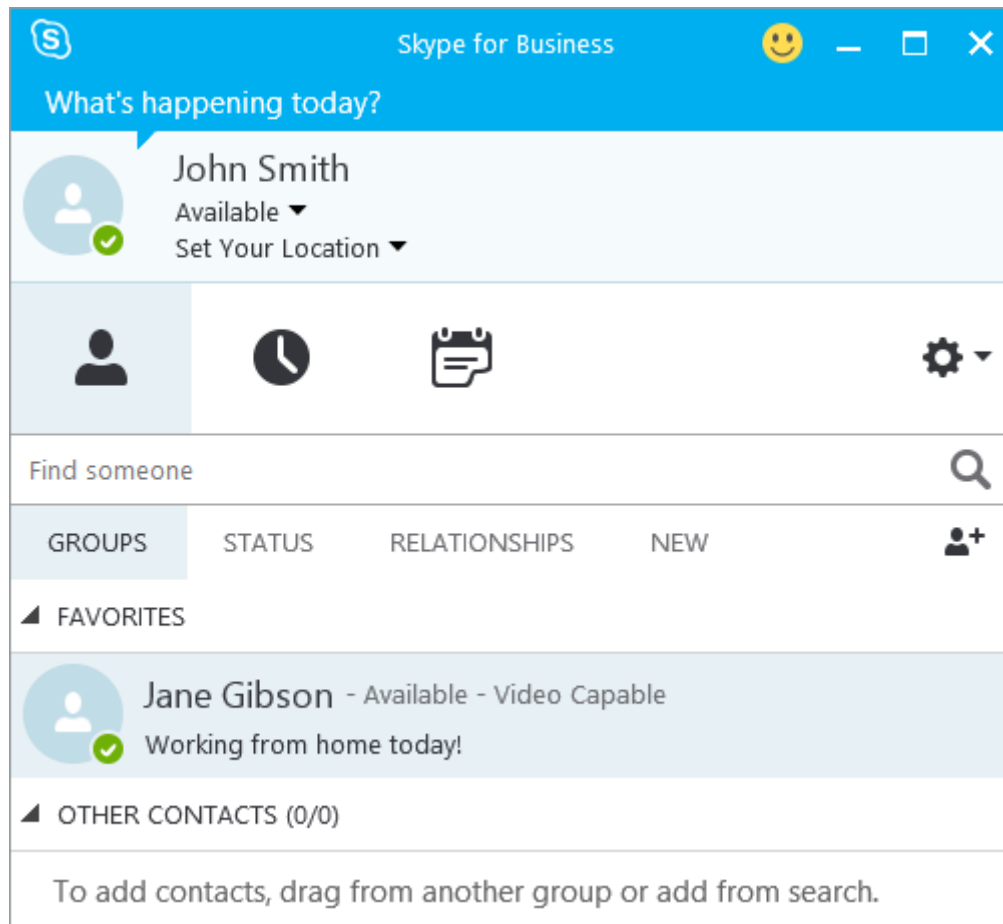 Skype for Business
What's happening today?
John Smith
Available
Set Your Location
Find someone
GROUPS STATUS RELATIONSHIPS NEW
FAVORITES
Jane Gibson - Available - Video Capable
Working from home today!
OTHER CONTACTS (0/0)
To add contacts, drag from another group or add from search.